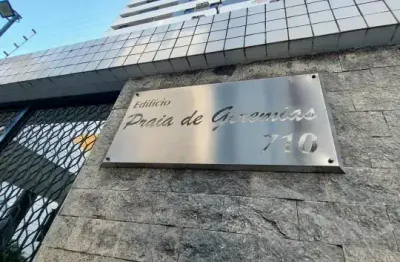 Edifício
Praia de Geremias
710